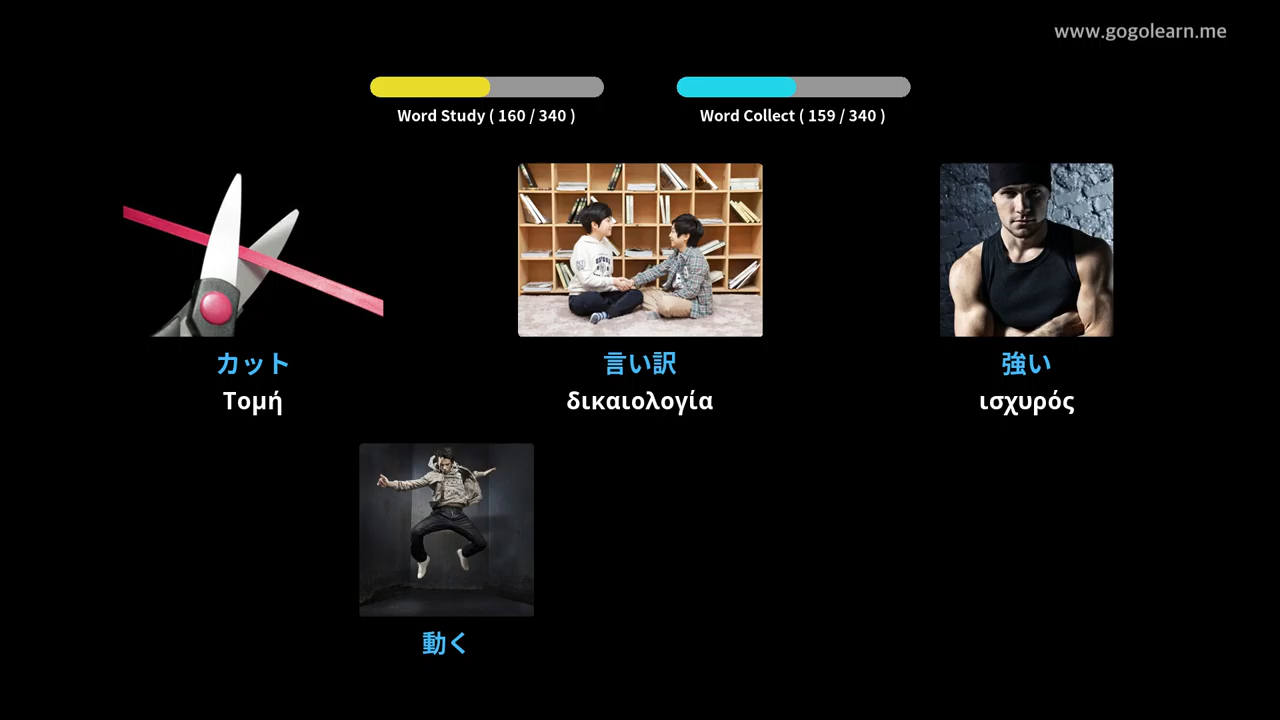 www.gogolearn.me
Word Study ( 160 / 340 )
Word Collect ( 159 / 340 )
カット
Τομή
言い訳
δικαιολογία
強い
ισχυρός
動く